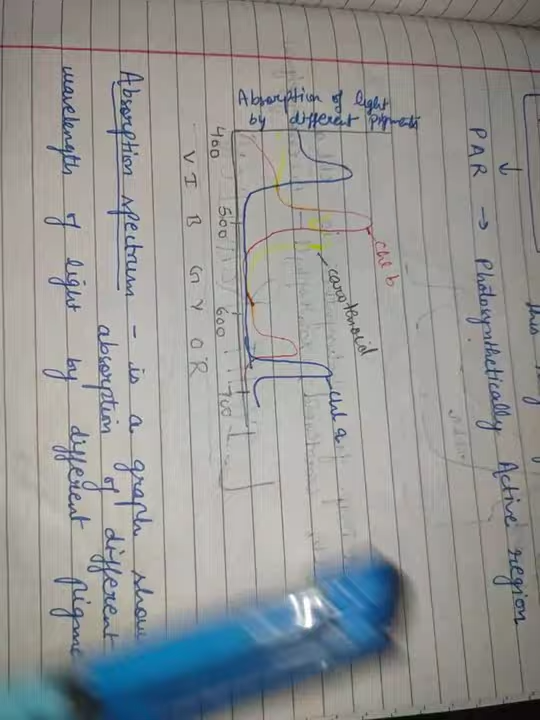 this
↓
PAR → Photosynthetically Active region
Absorption of light
by different pigments
chl b
carotenoid
chl a
400 500 600 700
V I B G Y O R
Absorption spectrum - is a graph show
absorption of different
wavelength of light by different pigme